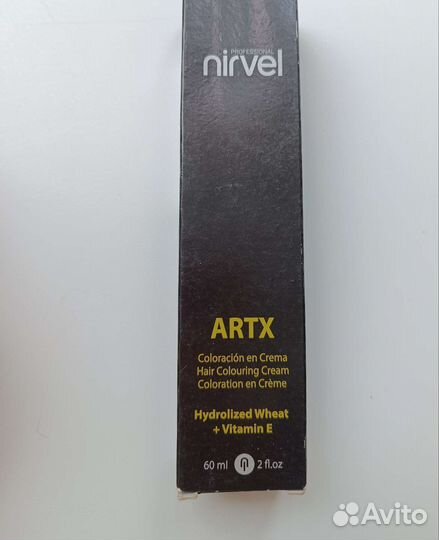 PROFESSIONAL
nirvel
ARTX
Coloración en Crema
Hair Colouring Cream
Coloration en Crème
Hydrolized Wheat
+ Vitamin E
60 ml 2 fl.oz
Avito